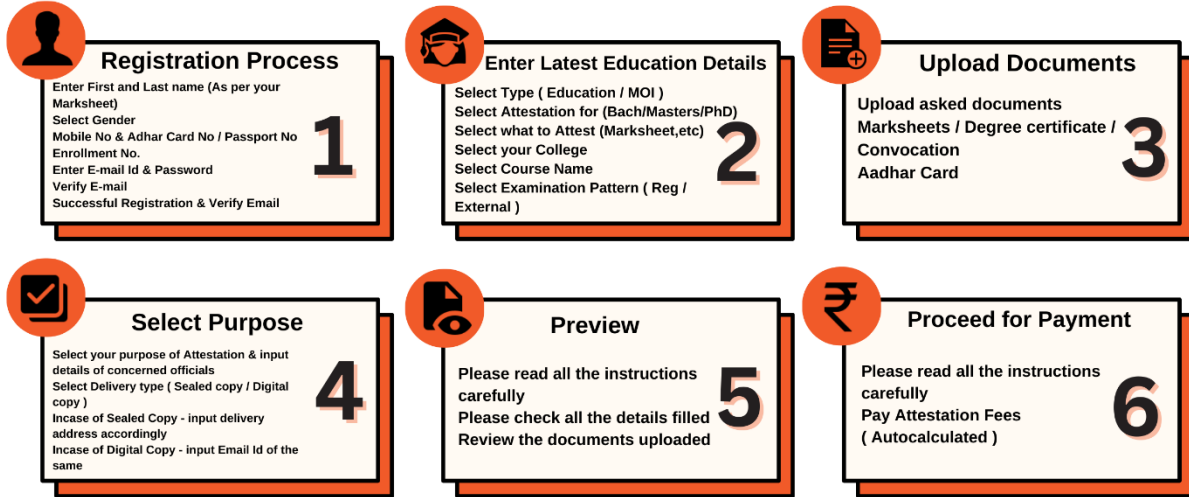 Registration Process
Enter First and Last name (As per your
Marksheet)
Select Gender
Mobile No & Adhar Card No / Passport No
Enrollment No.
Enter E-mail Id & Password
Verify E-mail
Successful Registration & Verify Email
1
Enter Latest Education Details
Select Type ( Education / MOI )
Select Attestation for (Bach/Masters/PhD)
Select what to Attest (Marksheet,etc)
Select your College
Select Course Name
Select Examination Pattern ( Reg /
External )
2
Upload Documents
Upload asked documents
Marksheets / Degree certificate /
Convocation
Aadhar Card
3
Select Purpose
Select your purpose of Attestation & input
details of concerned officials
Select Delivery type ( Sealed copy / Digital
copy )
Incase of Sealed Copy - input delivery
address accordingly
Incase of Digital Copy - input Email Id of the
same
4
Preview
Please read all the instructions
carefully
Please check all the details filled
Review the documents uploaded
5
₹
Proceed for Payment
Please read all the instructions
carefully
Pay Attestation Fees
( Autocalculated )
6